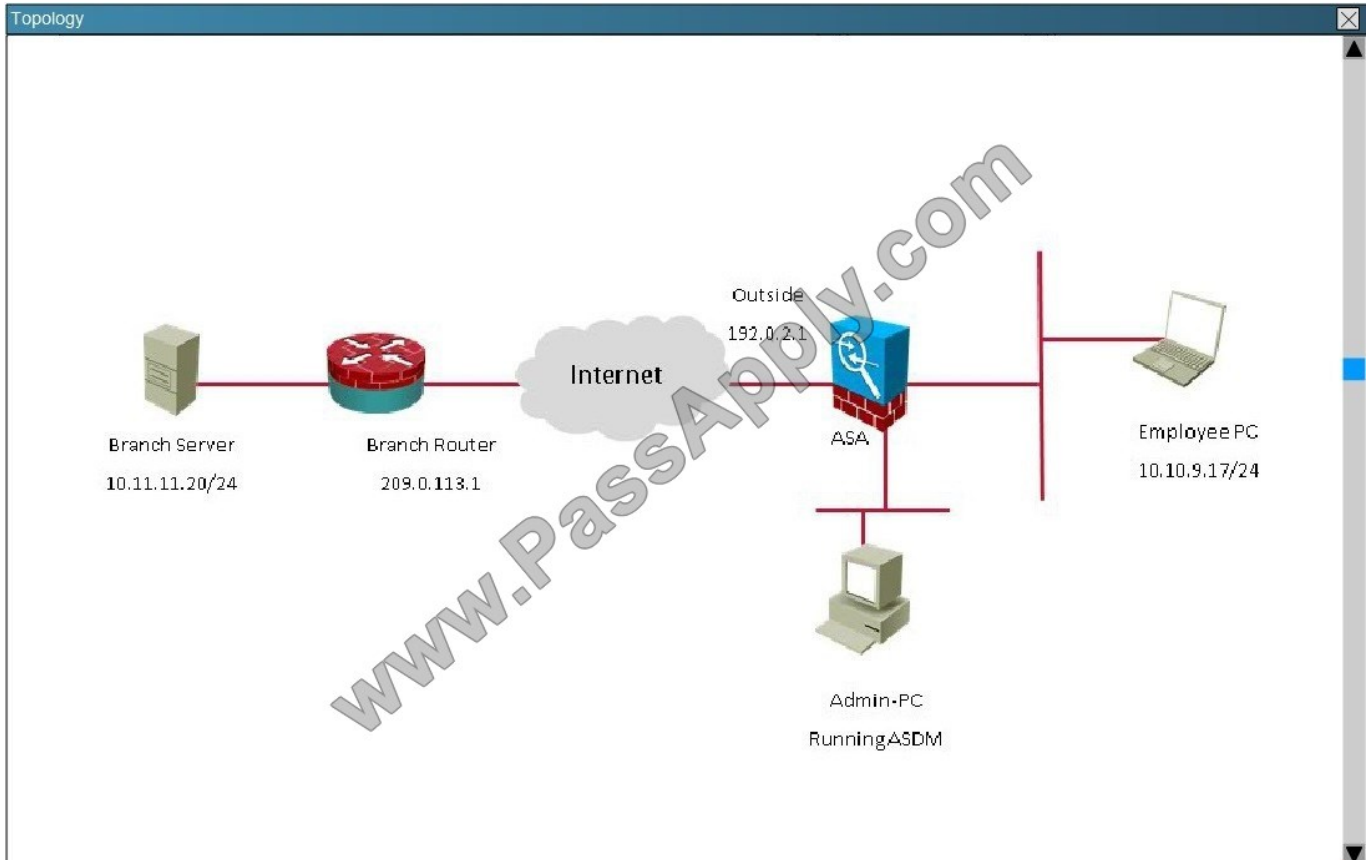 Topology
Outside
192.0.2.1
Internet
Branch Server
10.11.11.20/24
Branch Router
209.0.113.1
ASA
Employee PC
10.10.9.17/24
Admin-PC
RunningASDM
www.PassApply.com